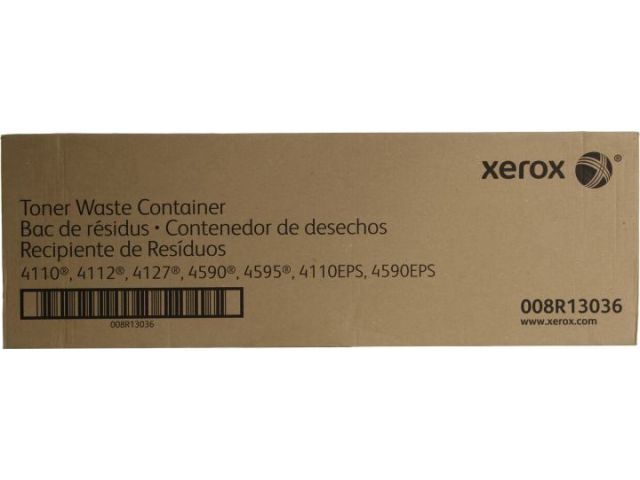 xerox
Toner Waste Container
Bac de résidus · Contenedor de desechos
Recipiente de Resíduos
4110®, 4112®, 4127®, 4590®, 4595®, 4110EPS, 4590EPS
008R13036
008R13036
www.xerox.com